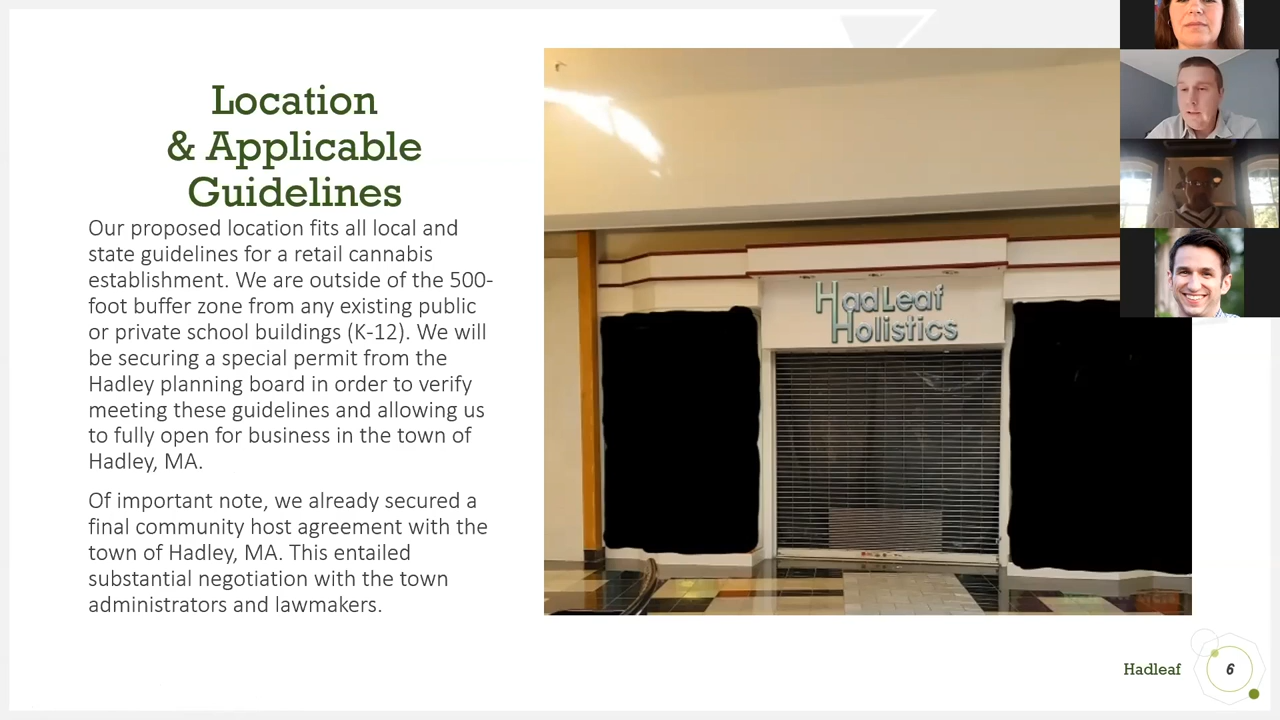 Location
& Applicable
Guidelines
Our proposed location fits all local and
state guidelines for a retail cannabis
establishment. We are outside of the 500-
foot buffer zone from any existing public
or private school buildings (K-12). We will
be securing a special permit from the
Hadley planning board in order to verify
meeting these guidelines and allowing us
to fully open for business in the town of
Hadley, MA.
Of important note, we already secured a
final community host agreement with the
town of Hadley, MA. This entailed
substantial negotiation with the town
administrators and lawmakers.
HadLeaf
Holistics
Hadleaf
6